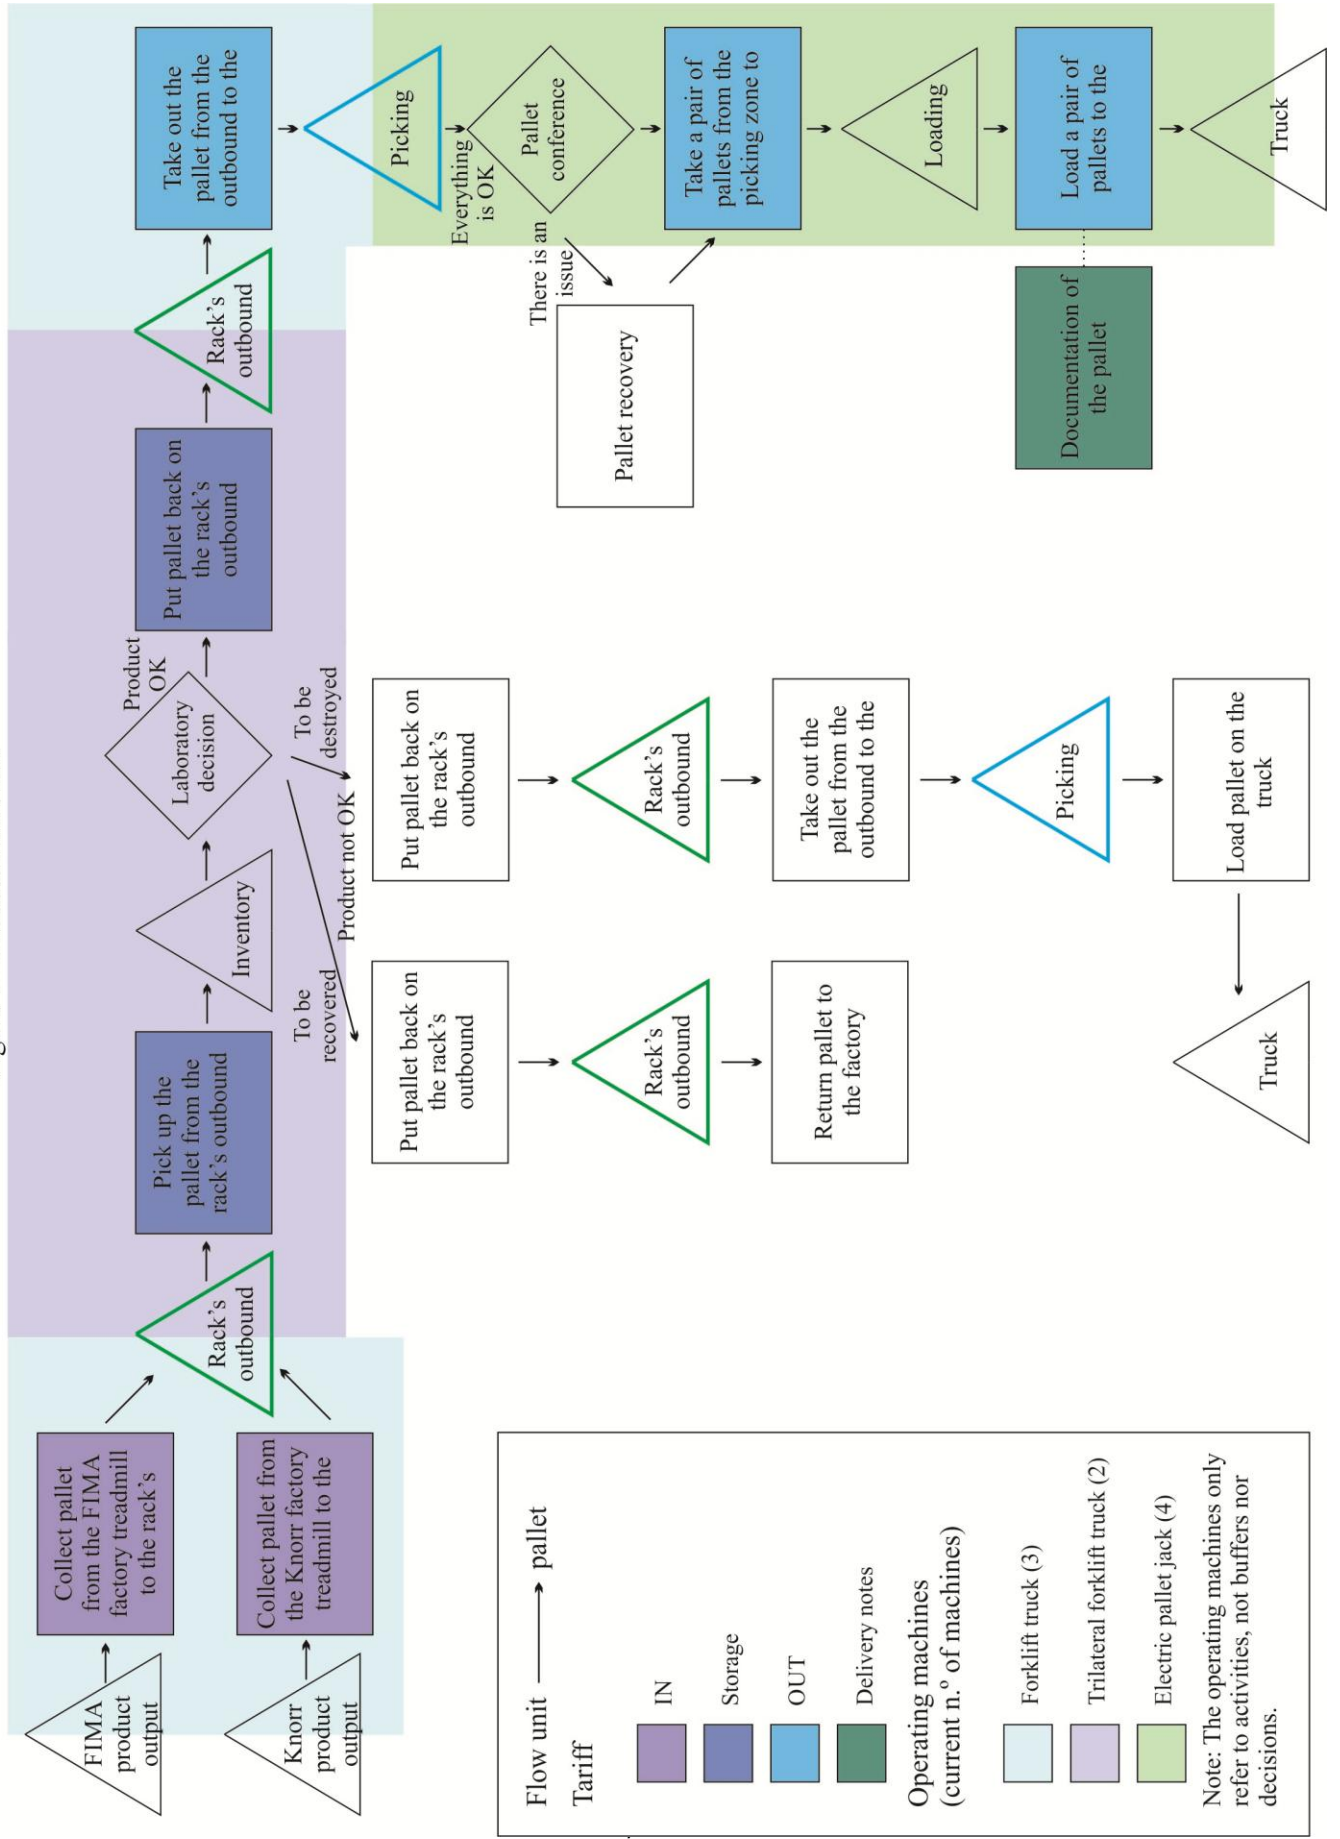 FIMA
product
output
Collect pallet
from the FIMA
factory treadmill
to the rack's
Knorr
product
output
Collect pallet from
the Knorr factory
treadmill to the
Rack's
outbound
Pick up the
pallet from the
rack's outbound
Inventory
Laboratory
decision
Product
OK
Put pallet back on
the rack's
outbound
Rack's
outbound
Take out the
pallet from the
outbound to the
Picking
Everything
is OK
Pallet
conference
There is an
issue
Pallet recovery
Take a pair of
pallets from the
picking zone to
Loading
Load a pair of
pallets to the
Documentation of
the pallet
Truck
To be
recovered
Product not OK
To be
destroyed
Put pallet back on
the rack's
outbound
Rack's
outbound
Return pallet to
the factory
Put pallet back on
the rack's
outbound
Rack's
outbound
Take out the
pallet from the
outbound to the
Picking
Load pallet on the
truck
Truck
Flow unit
pallet
Tariff
IN
Storage
OUT
Delivery notes
Operating machines
(current n.º of machines)
Forklift truck (3)
Trilateral forklift truck (2)
Electric pallet jack (4)
Note: The operating machines only
refer to activities, not buffers nor
decisions.